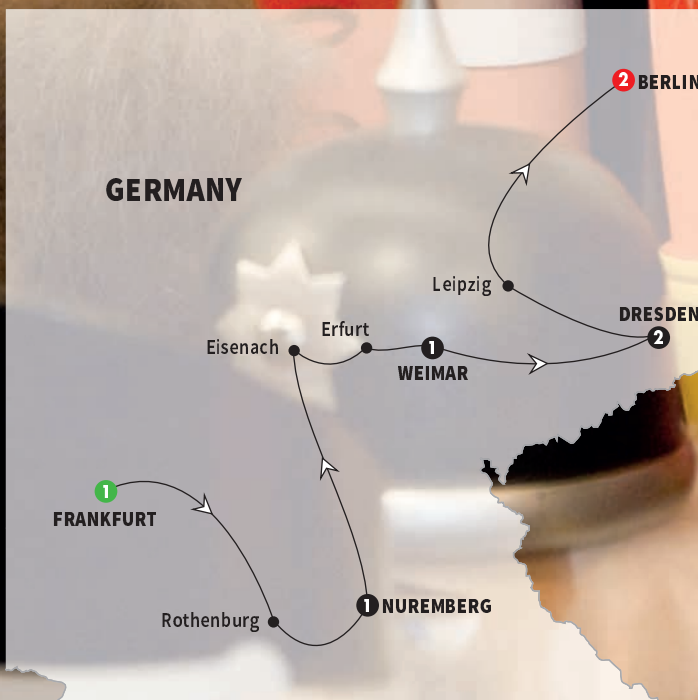 2 BERLIN
GERMANY
Leipzig
DRESDEN
2
Erfurt
Eisenach
1
WEIMAR
1
FRANKFURT
1 NUREMBERG
Rothenburg